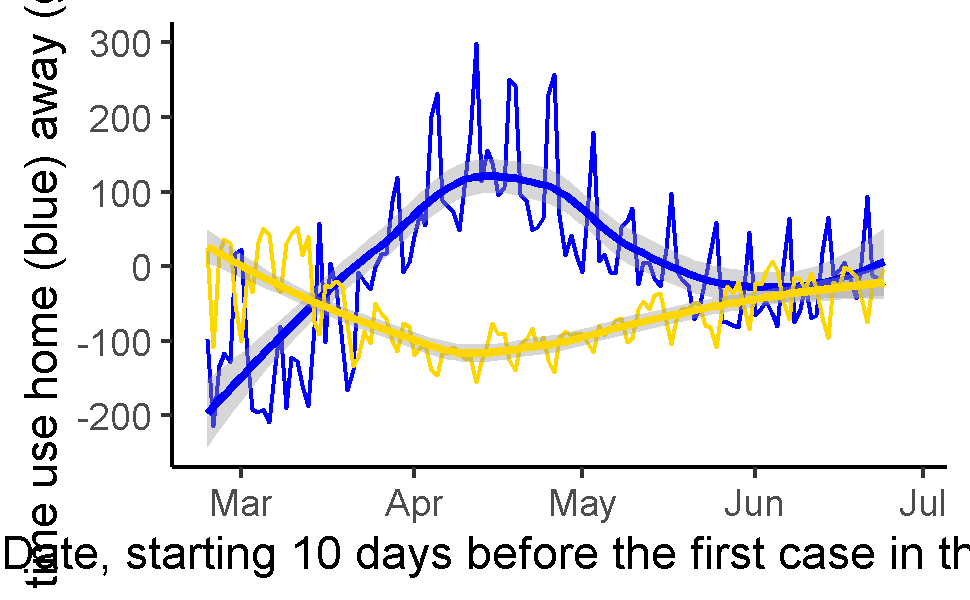 time use home (blue) away (
300
200
100
0
-100
-200
Mar Apr May Jun Jul
Date, starting 10 days before the first case in th